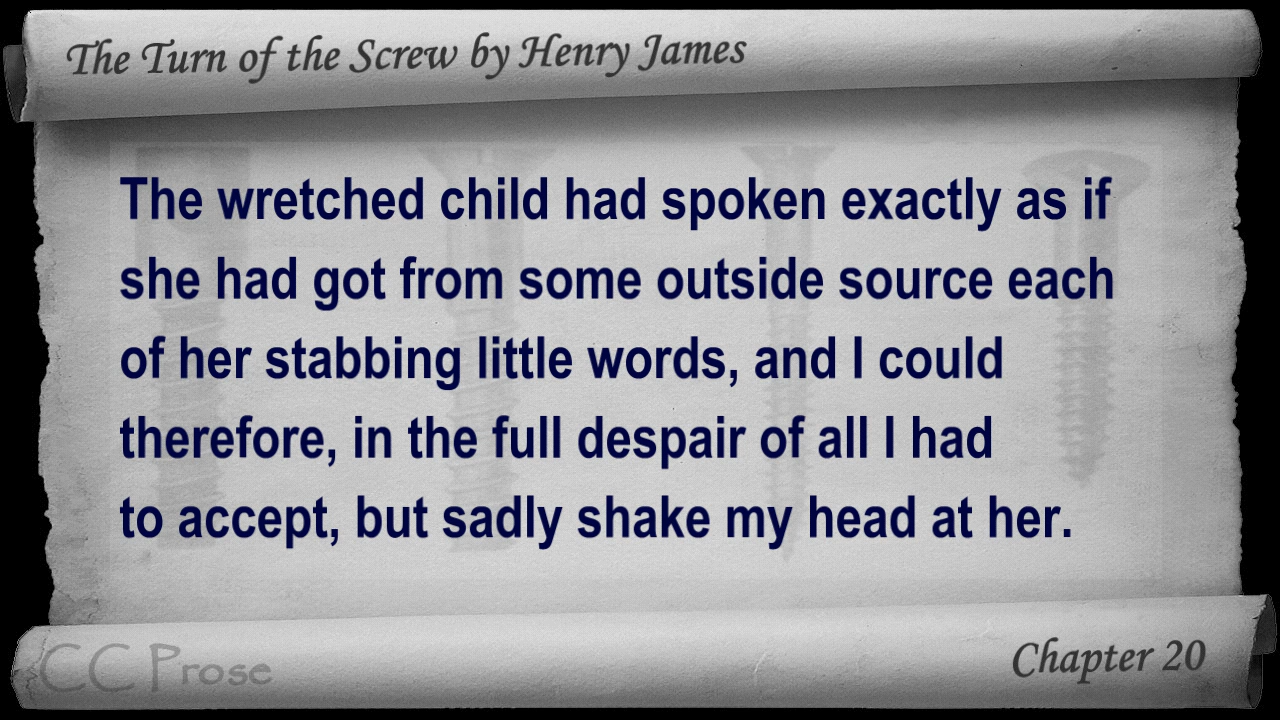 The Turn of the Screw by Henry James
The wretched child had spoken exactly as if
she had got from some outside source each
of her stabbing little words, and I could
therefore, in the full despair of all I had
to accept, but sadly shake my head at her.
CC Prose
Chapter 20